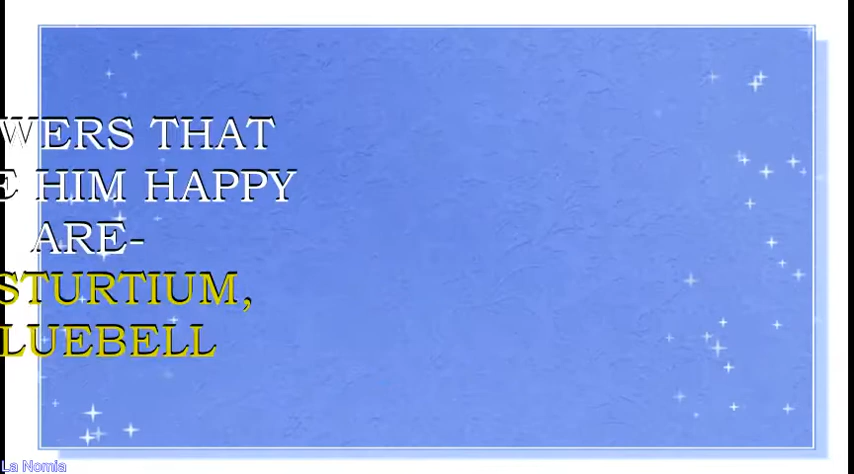 WERS THAT
E HIM HAPPY
ARE-
STURTIUM,
LUEBELL
La Nomia